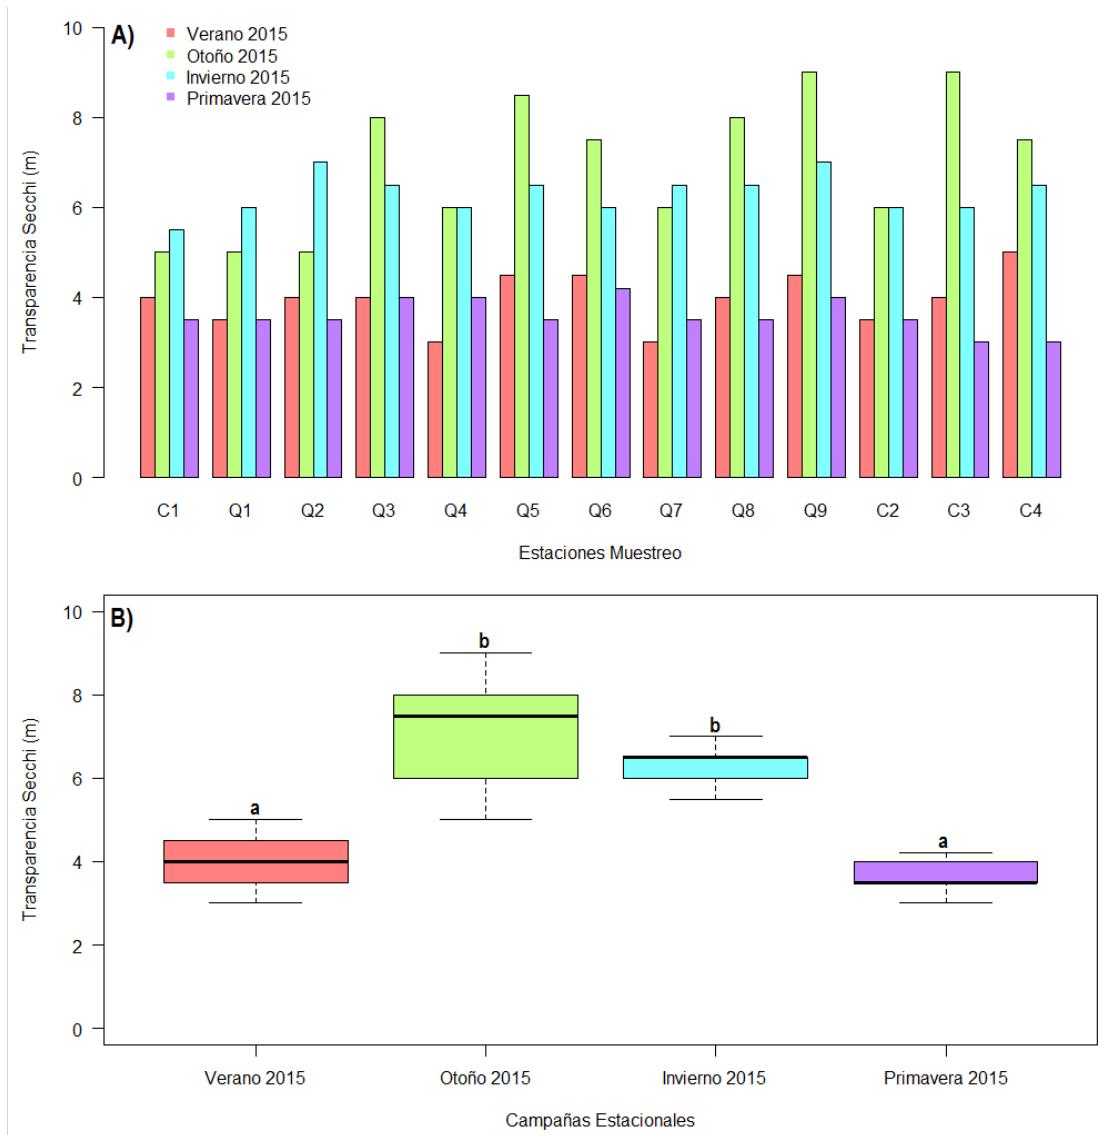 A)
Verano 2015
Otoño 2015
Invierno 2015
Primavera 2015
Transparencia Secchi (m)
10
8
6
4
2
0
C1 Q1 Q2 Q3 Q4 Q5 Q6 Q7 Q8 Q9 C2 C3 C4
Estaciones Muestreo
B)
Transparencia Secchi (m)
10
8
6
4
2
0
a
b
b
a
Verano 2015 Otoño 2015 Invierno 2015 Primavera 2015
Campañas Estacionales